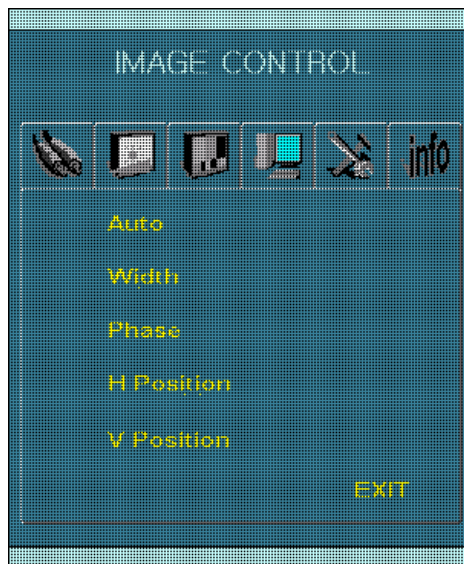 IMAGE CONTROL
info
Auto
Width
Phase
H Position
V Position
EXIT